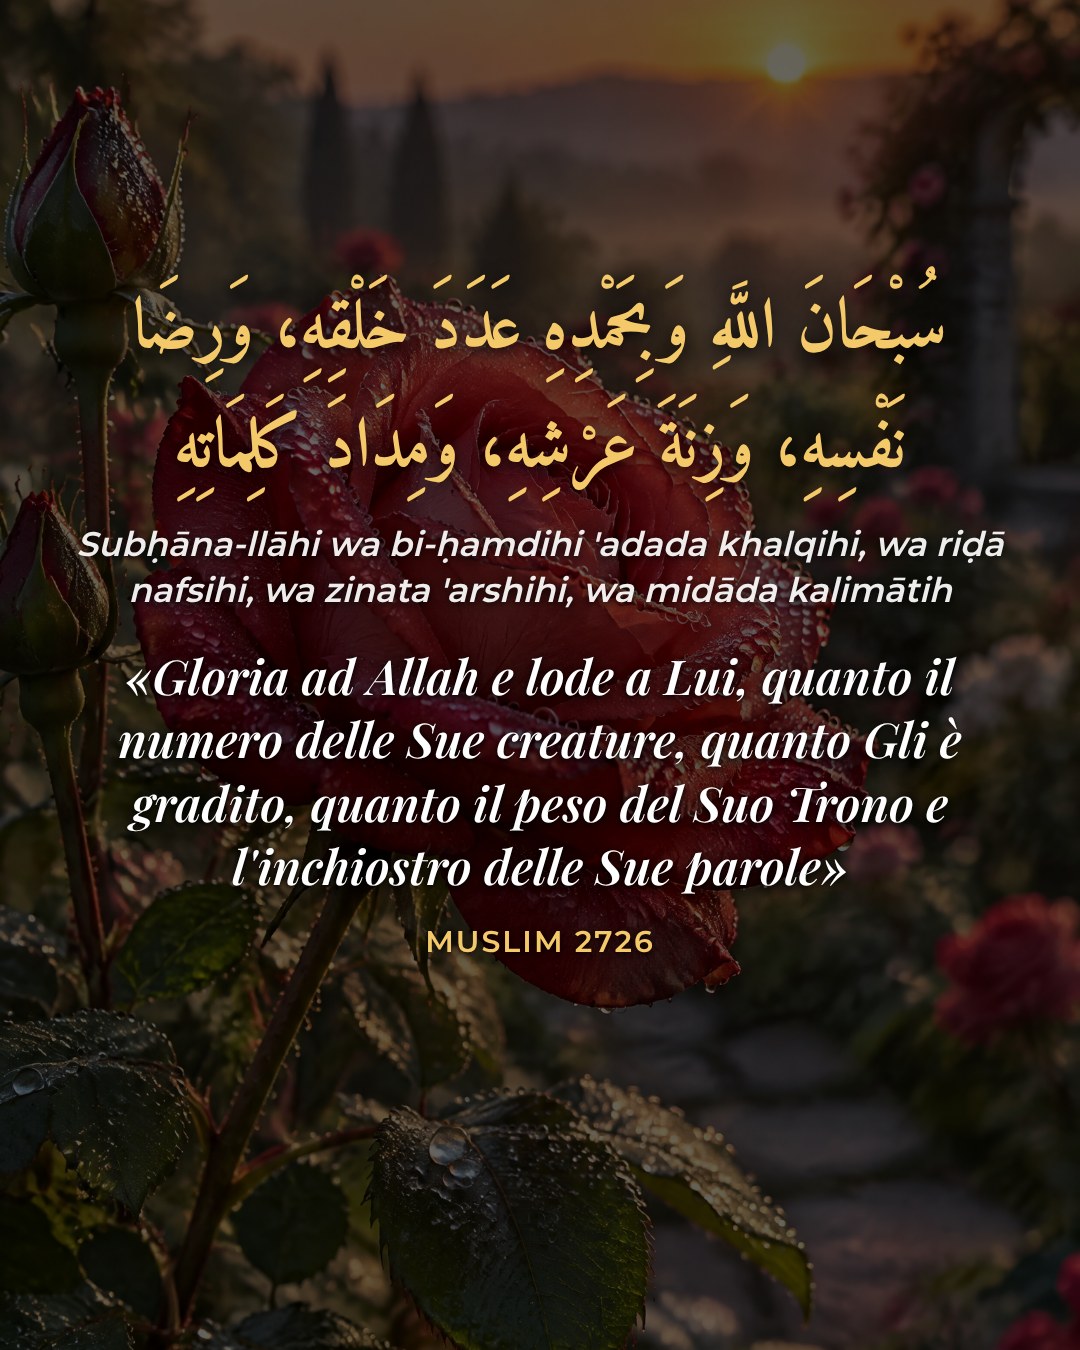 سُبْحَانَ اللَّهِ وَبِحَمْدِهِ عَدَدَ خَلْقِهِ، وَرِضَا
نَفْسِهِ، وَزِنَةَ عَرْشِهِ، وَمِدَادَ كَلِمَاتِهِ
Subḥāna-llāhi wa bi-ḥamdihi 'adada khalqihi, wa riḍā
nafsihi, wa zinata 'arshihi, wa midāda kalimātih
«Gloria ad Allah e lode a Lui, quanto il
numero delle Sue creature, quanto Gli è
gradito, quanto il peso del Suo Trono e
l'inchiostro delle Sue parole»
MUSLIM 2726